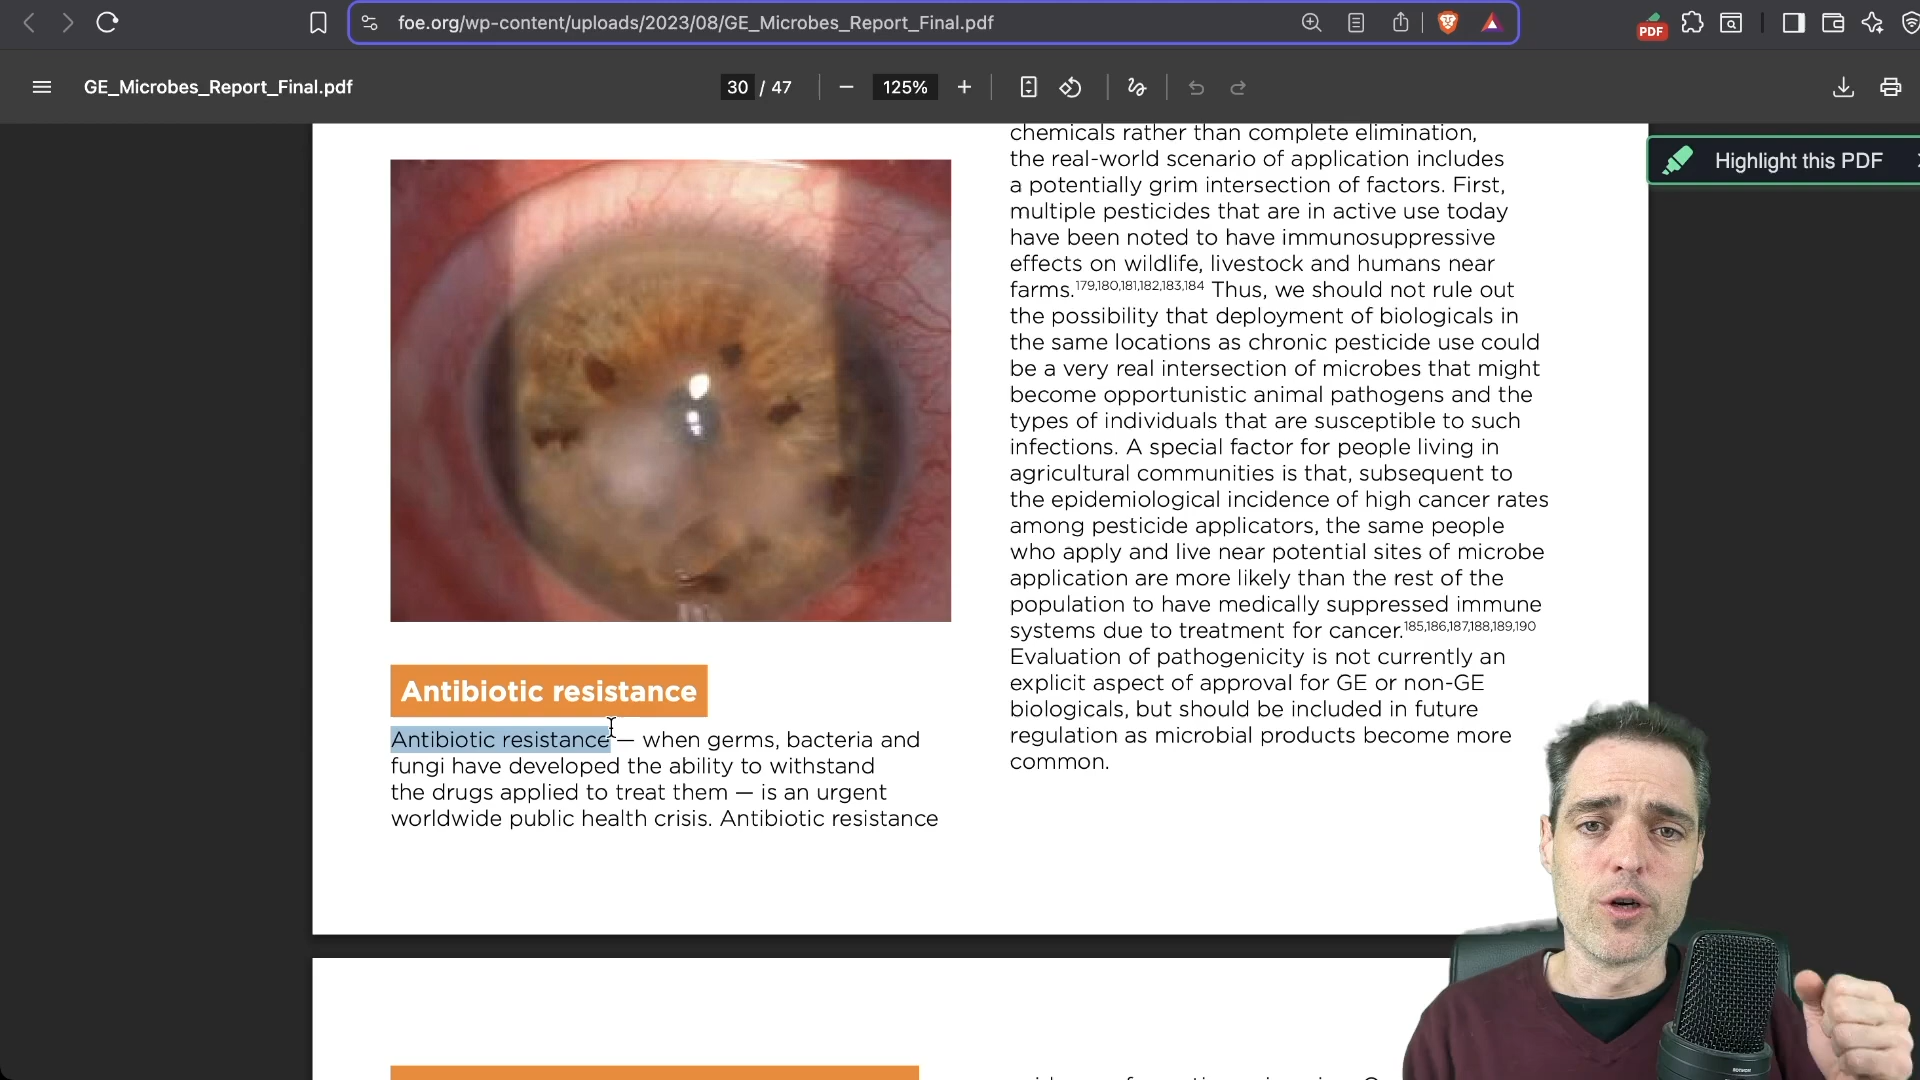 foe.org/wp-content/uploads/2023/08/GE_Microbes_Report_Final.pdf
PDF
GE_Microbes_Report_Final.pdf
30 / 47
125%
Highlight this PDF
Antibiotic resistance
Antibiotic resistance — when germs, bacteria and
fungi have developed the ability to withstand
the drugs applied to treat them — is an urgent
worldwide public health crisis. Antibiotic resistance
chemicals rather than complete elimination,
the real-world scenario of application includes
a potentially grim intersection of factors. First,
multiple pesticides that are in active use today
have been noted to have immunosuppressive
effects on wildlife, livestock and humans near
farms.179,180,181,182,183,184 Thus, we should not rule out
the possibility that deployment of biologicals in
the same locations as chronic pesticide use could
be a very real intersection of microbes that might
become opportunistic animal pathogens and the
types of individuals that are susceptible to such
infections. A special factor for people living in
agricultural communities is that, subsequent to
the epidemiological incidence of high cancer rates
among pesticide applicators, the same people
who apply and live near potential sites of microbe
application are more likely than the rest of the
population to have medically suppressed immune
systems due to treatment for cancer.185,186,187,188,189,190
Evaluation of pathogenicity is not currently an
explicit aspect of approval for GE or non-GE
biologicals, but should be included in future
regulation as microbial products become more
common.